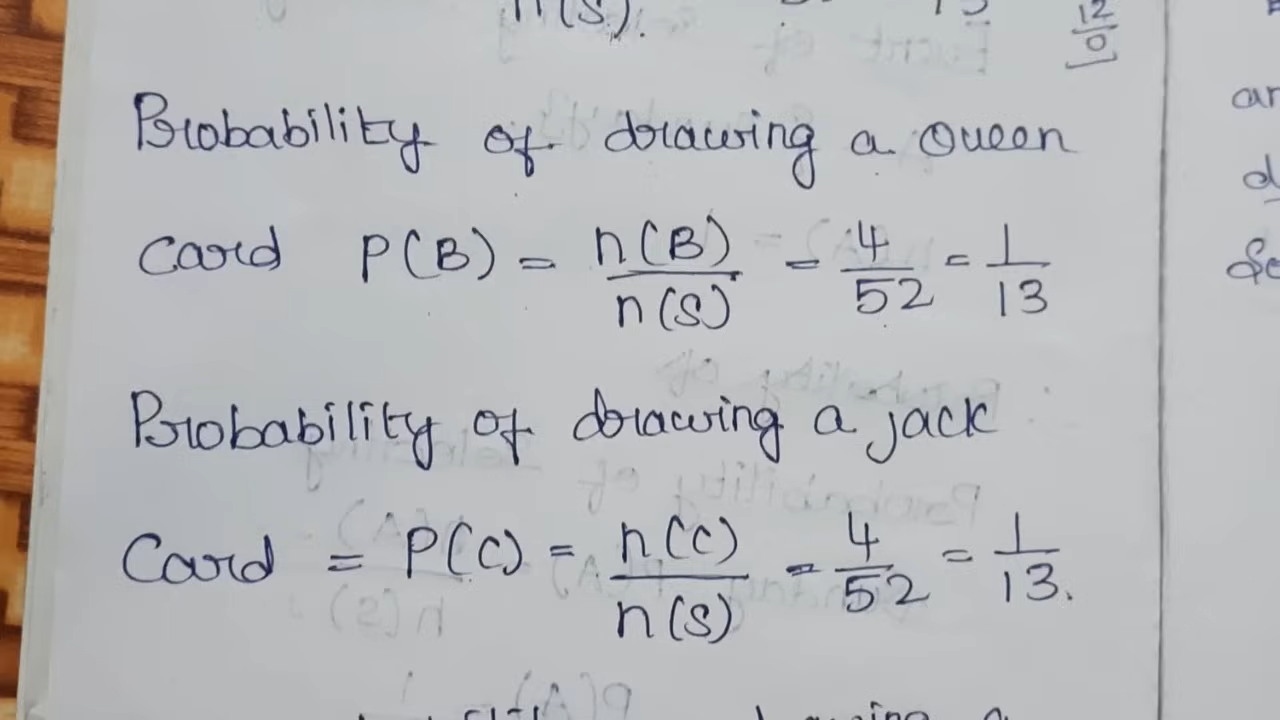 n(S).
Probability of drawing a Queen
card P(B) = n(B)/n(S) = 4/52 = 1/13
Probability of drawing a jack
Card = P(C) = n(C)/n(S) = 4/52 = 1/13.